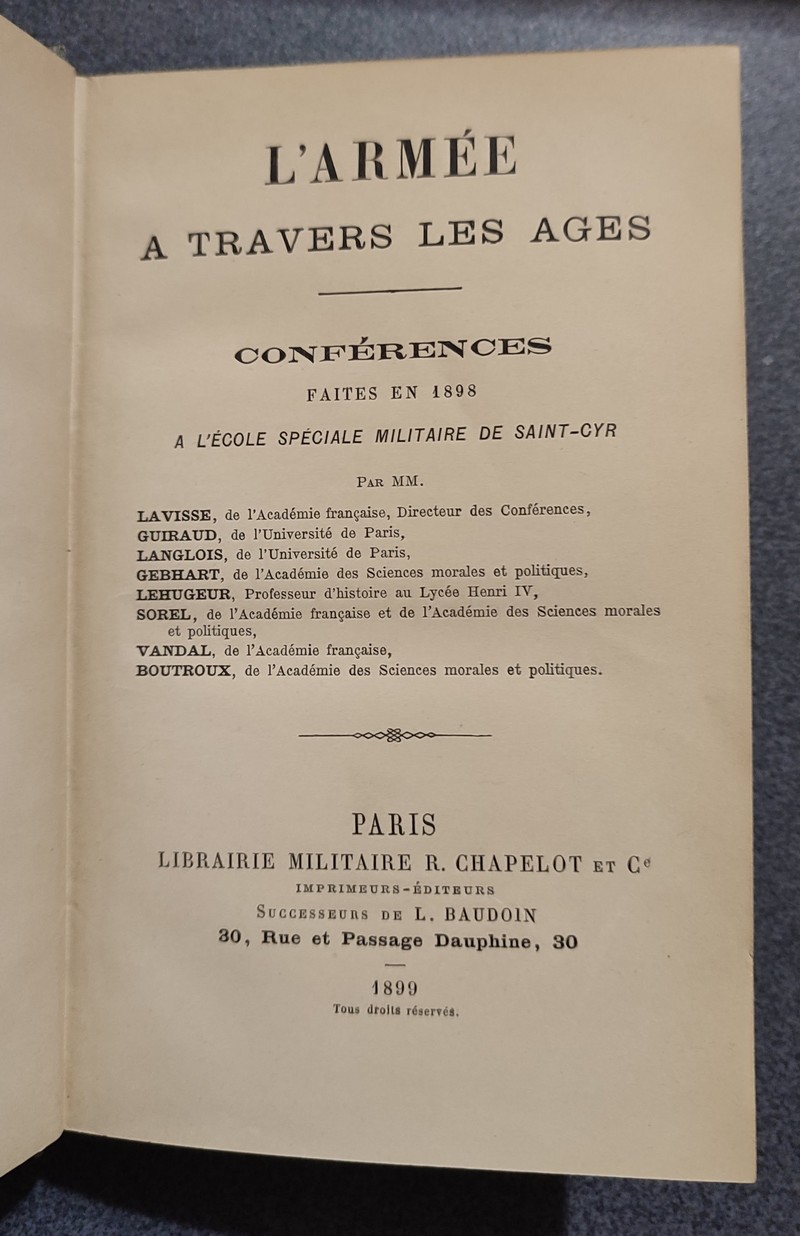 L'ARMÉE
A TRAVERS LES AGES
CONFÉRENCES
FAITES EN 1898
A L'ÉCOLE SPÉCIALE MILITAIRE DE SAINT-CYR
PAR MM.
LAVISSE, de l'Académie française, Directeur des Conférences,
GUIRAUD, de l'Université de Paris,
LANGLOIS, de l'Université de Paris,
GEBHART, de l'Académie des Sciences morales et politiques,
LEHUGEUR, Professeur d'histoire au Lycée Henri IV,
SOREL, de l'Académie française et de l'Académie des Sciences morales
et politiques,
VANDAL, de l'Académie française,
BOUTROUX, de l'Académie des Sciences morales et politiques.
PARIS
LIBRAIRIE MILITAIRE R. CHAPELOT ET Cᵉ
IMPRIMEURS-ÉDITEURS
SUCCESSEURS DE L. BAUDOIN
30, Rue et Passage Dauphine, 30
1899
Tous droits réservés.